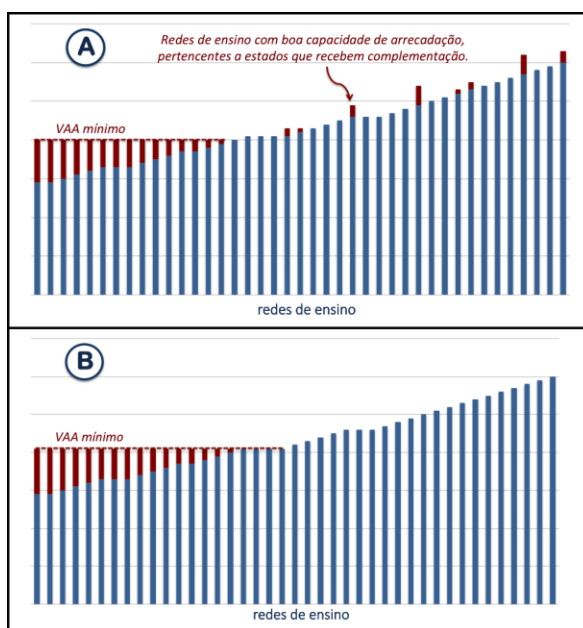 A
Redes de ensino com boa capacidade de arrecadação,
pertencentes a estados que recebem complementação.
VAA mínimo
redes de ensino
B
VAA mínimo
redes de ensino